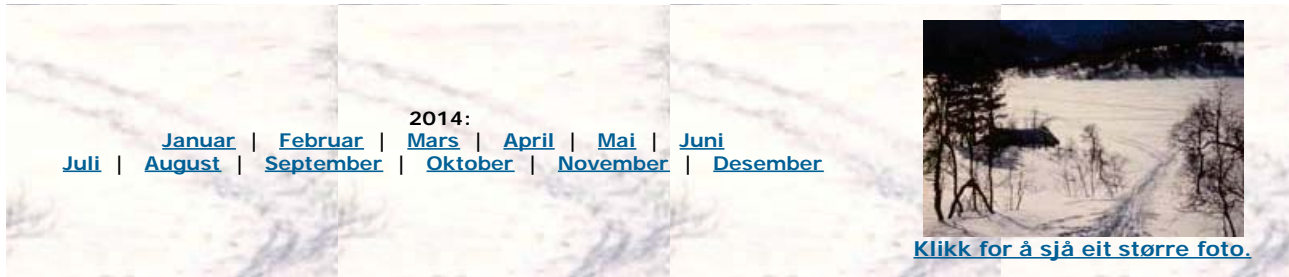 2014:
Januar | Februar | Mars | April | Mai | Juni
Juli | August | September | Oktober | November | Desember
Klikk for å sjå eit større foto.